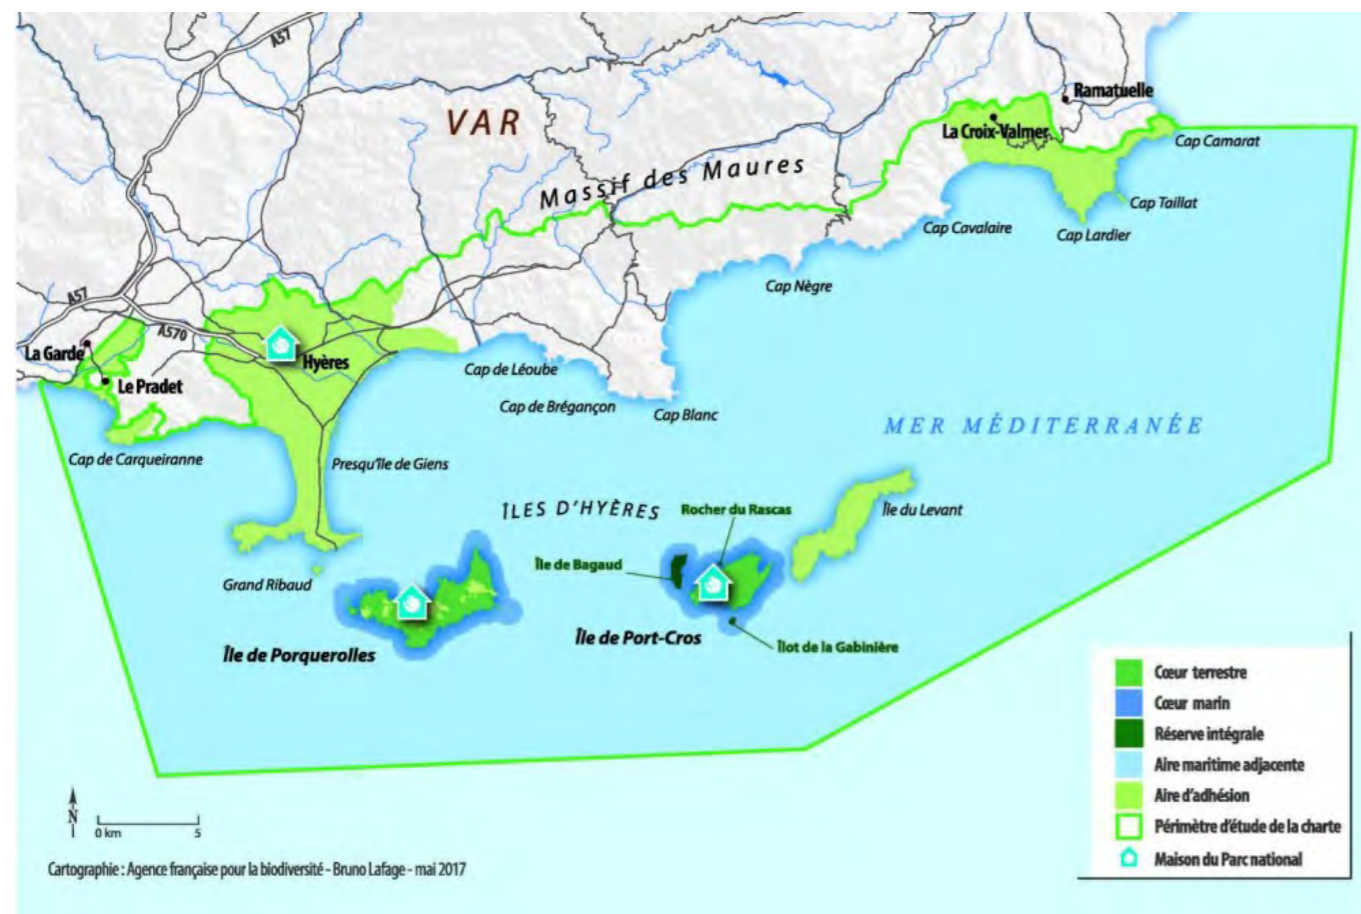 A57
VAR
Ramatuelle
La Croix-Valmer
Cap Camarat
Massif des Maures
Cap Taillat
Cap Cavalaire
Cap Lardier
Cap Nègre
A57
A570
La Garde
Hyères
Le Pradet
Cap de Léoube
Cap de Brégançon
Cap Blanc
MER MÉDITERRANÉE
Cap de Carqueiranne
Presqu'île de Giens
ÎLES D'HYÈRES
Rocher du Rascas
Île du Levant
Île de Bagaud
Grand Ribaud
Île de Port-Cros
Îlot de la Gabinière
Île de Porquerolles
Cœur terrestre
Cœur marin
Réserve intégrale
Aire maritime adjacente
Aire d'adhésion
Périmètre d'étude de la charte
Maison du Parc national
N
0 km 5
Cartographie : Agence française pour la biodiversité - Bruno Lafage - mai 2017